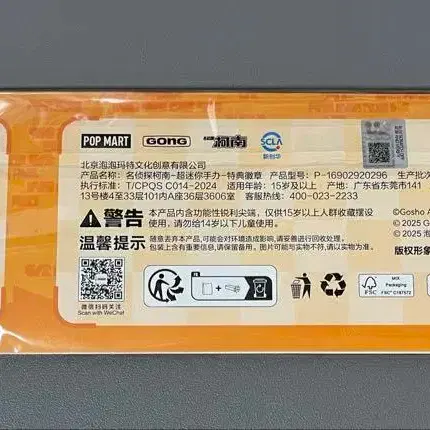 POP MART GONG 柯南 SCLA
北京泡泡玛特文化创意有限公司
产品名称:名侦探柯南-超迷你手办-特典徽章 产品型号:P-16902920296 生产批次
执行标准:T/CPQS C014-2024 适用年龄:15岁及以上 产地:广东省东莞市141
13号楼4至33层101内A座36层3606室 服务热线:400-023-2233
警告 产品内含功能性锐利尖端,仅供15岁以上人群收藏摆设
使用,请勿给14岁以下儿童使用。
©Gosho A
© 2025
© 2025 泡
温馨提示 随意丢弃本产品,可能会对环境造成影响,请妥善进行回收处理。
包装上含有重要信息,请保留备用。图片可能与实物不符,请以实物为
版权形象
微信扫码关注
Scan with WeChat
FSC
MIX
Packaging
FSC® C187572